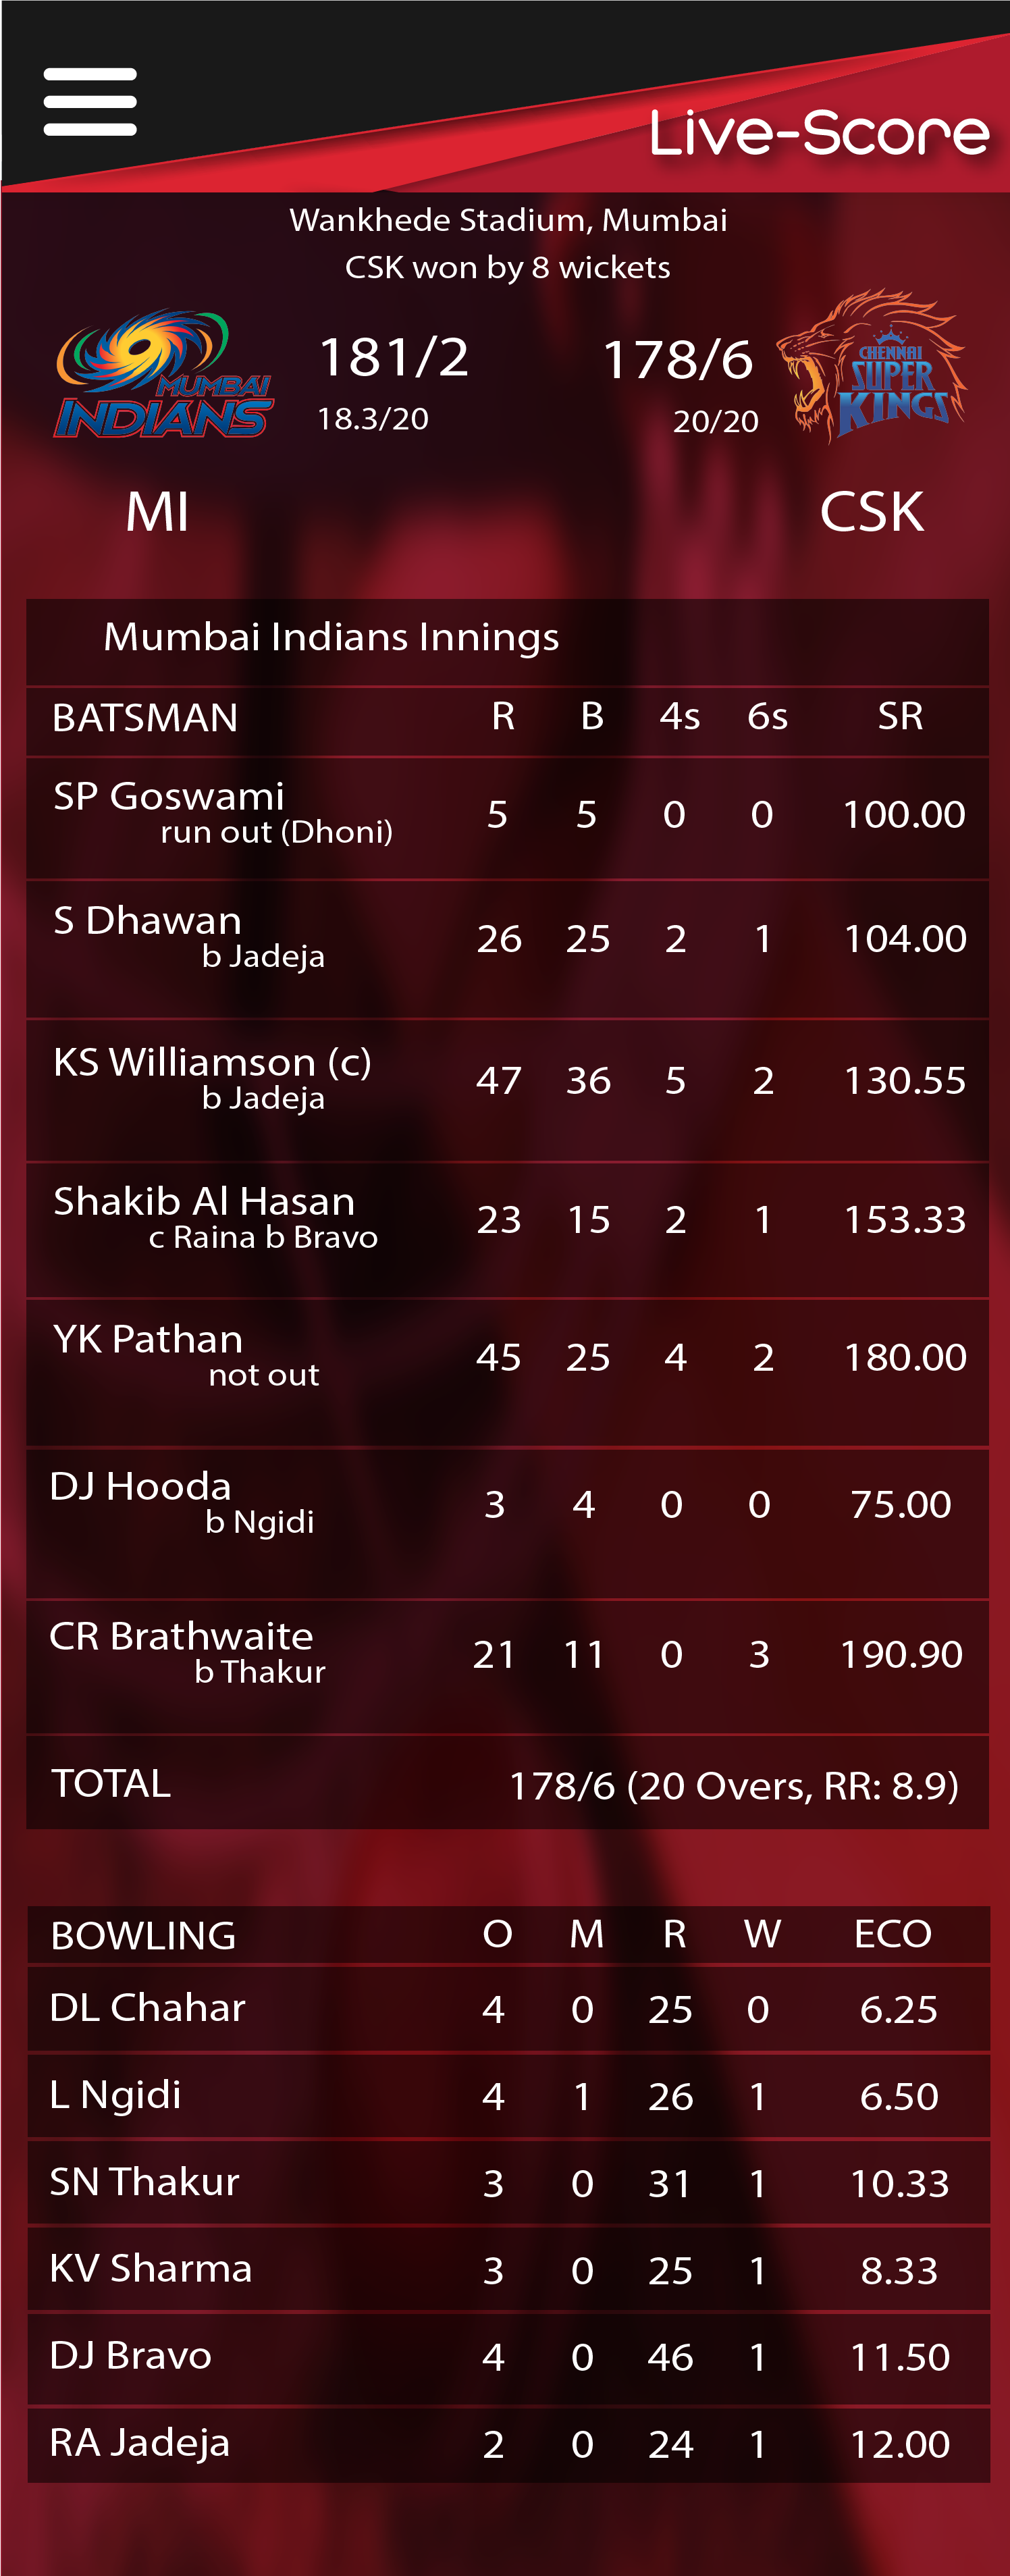 Live-Score
Wankhede Stadium, Mumbai
CSK won by 8 wickets
MUMBAI
INDIANS
181/2
18.3/20
178/6
20/20
CHENNAI
SUPER
KINGS
MI
CSK
Mumbai Indians Innings
BATSMAN R B 4s 6s SR
SP Goswami 5 5 0 0 100.00
run out (Dhoni)
S Dhawan 26 25 2 1 104.00
b Jadeja
KS Williamson (c) 47 36 5 2 130.55
b Jadeja
Shakib Al Hasan 23 15 2 1 153.33
c Raina b Bravo
YK Pathan 45 25 4 2 180.00
not out
DJ Hooda 3 4 0 0 75.00
b Ngidi
CR Brathwaite 21 11 0 3 190.90
b Thakur
TOTAL 178/6 (20 Overs, RR: 8.9)
BOWLING O M R W ECO
DL Chahar 4 0 25 0 6.25
L Ngidi 4 1 26 1 6.50
SN Thakur 3 0 31 1 10.33
KV Sharma 3 0 25 1 8.33
DJ Bravo 4 0 46 1 11.50
RA Jadeja 2 0 24 1 12.00